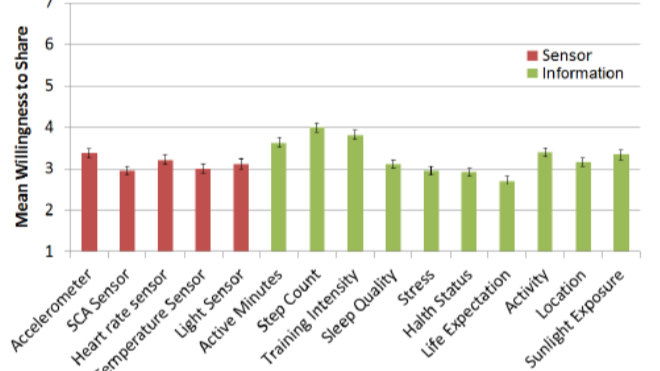 7
6
5
4
3
2
1
Mean Willingness to Share
Sensor
Information
Accelerometer
SCA Sensor
Heart rate sensor
Temperature Sensor
Light Sensor
Active Minutes
Step Count
Training Intensity
Sleep Quality
Stress
Halth Status
Life Expectation
Activity
Location
Sunlight Exposure